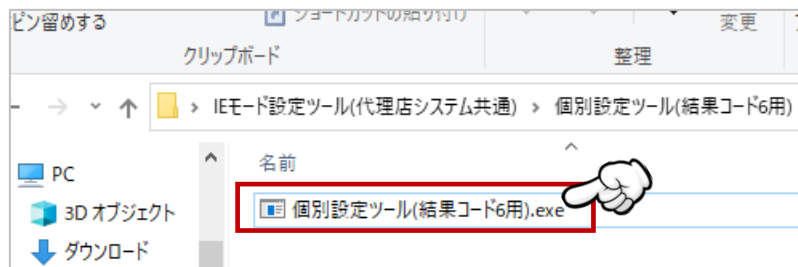 ピン留めする
ショートカットの貼り付け
変更
クリップボード
整理
IEモード設定ツール(代理店システム共通) › 個別設定ツール(結果コード6用)
名前
PC
個別設定ツール(結果コード6用).exe
3D オブジェクト
ダウンロード